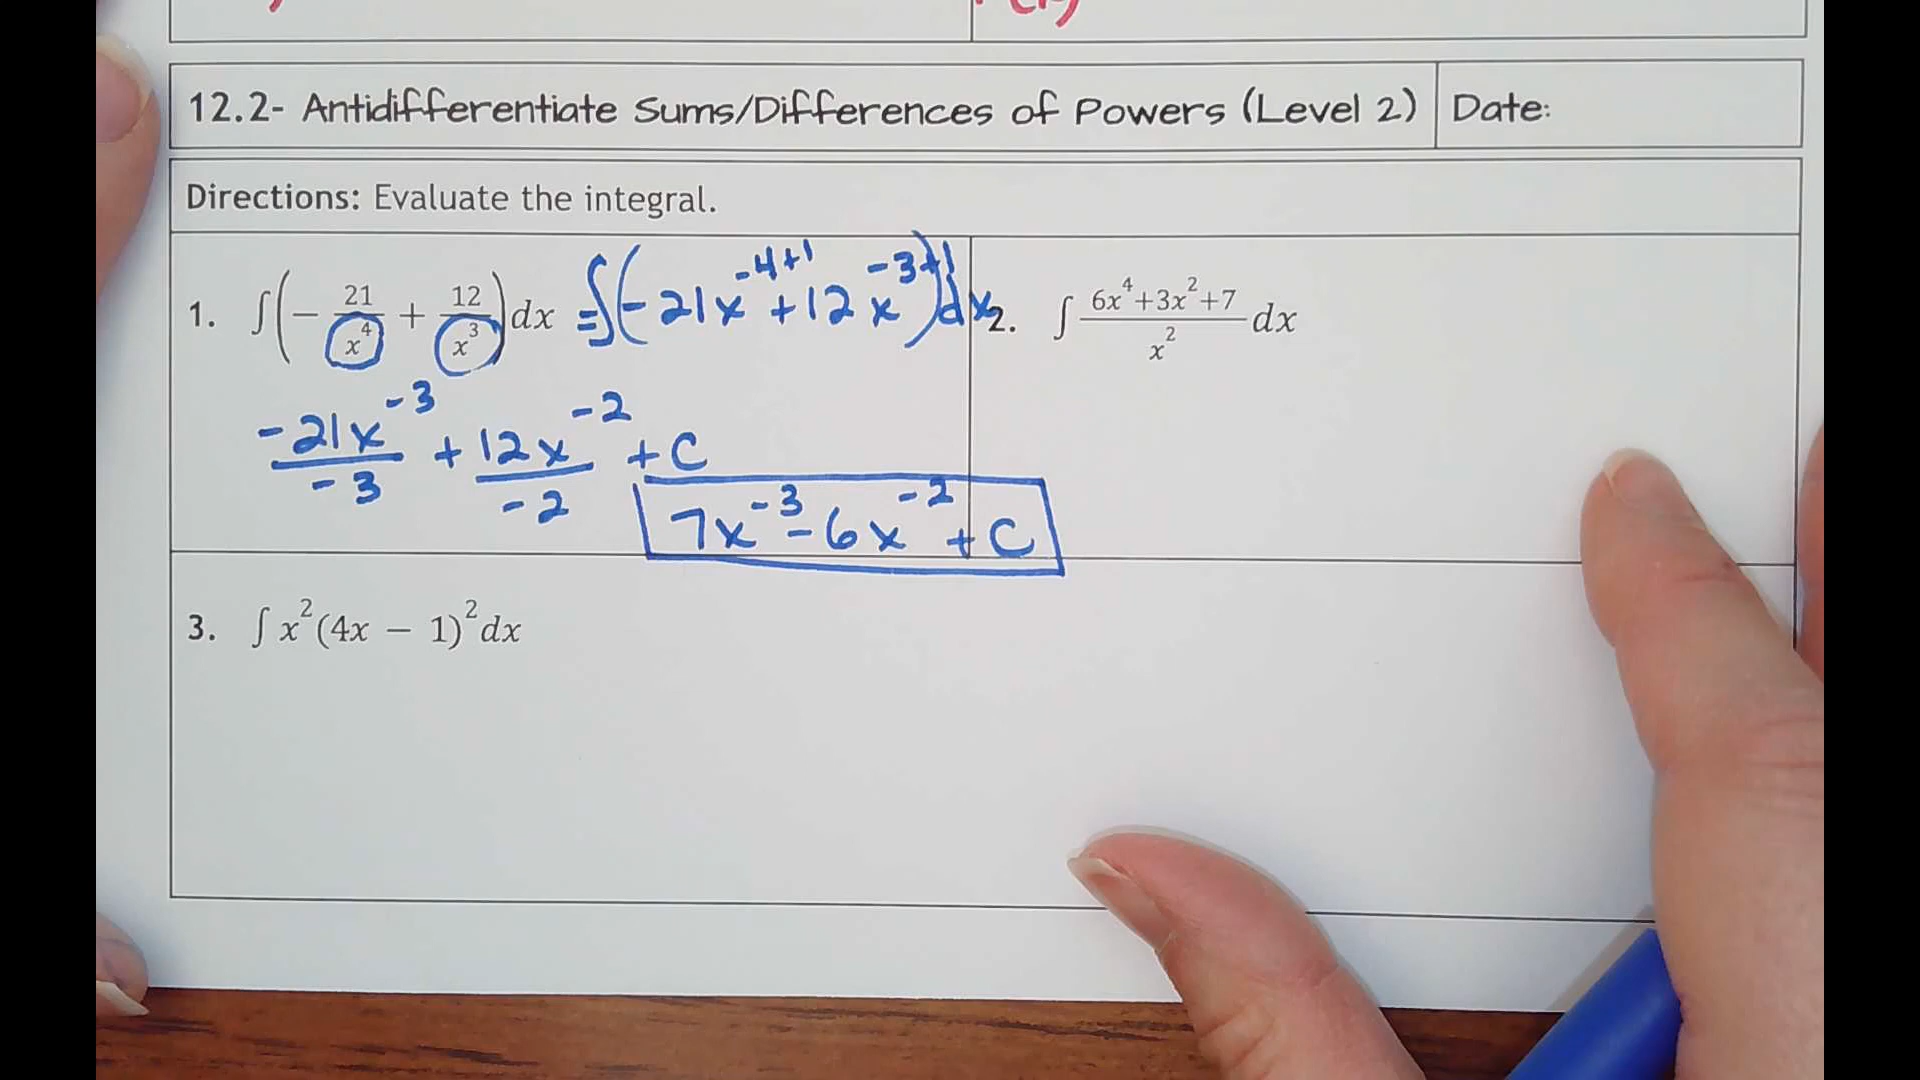 12.2- Antidifferentiate Sums/Differences of Powers (Level 2) Date:
Directions: Evaluate the integral.
1. ∫(− 21/x⁴ + 12/x³)dx = ∫(−21x⁻⁴⁺¹ + 12x⁻³⁺¹)dx
−21x⁻³/−3 + 12x⁻²/−2 + C
7x⁻³ − 6x⁻² + C
2. ∫ (6x⁴+3x²+7)/x² dx
3. ∫ x²(4x − 1)² dx